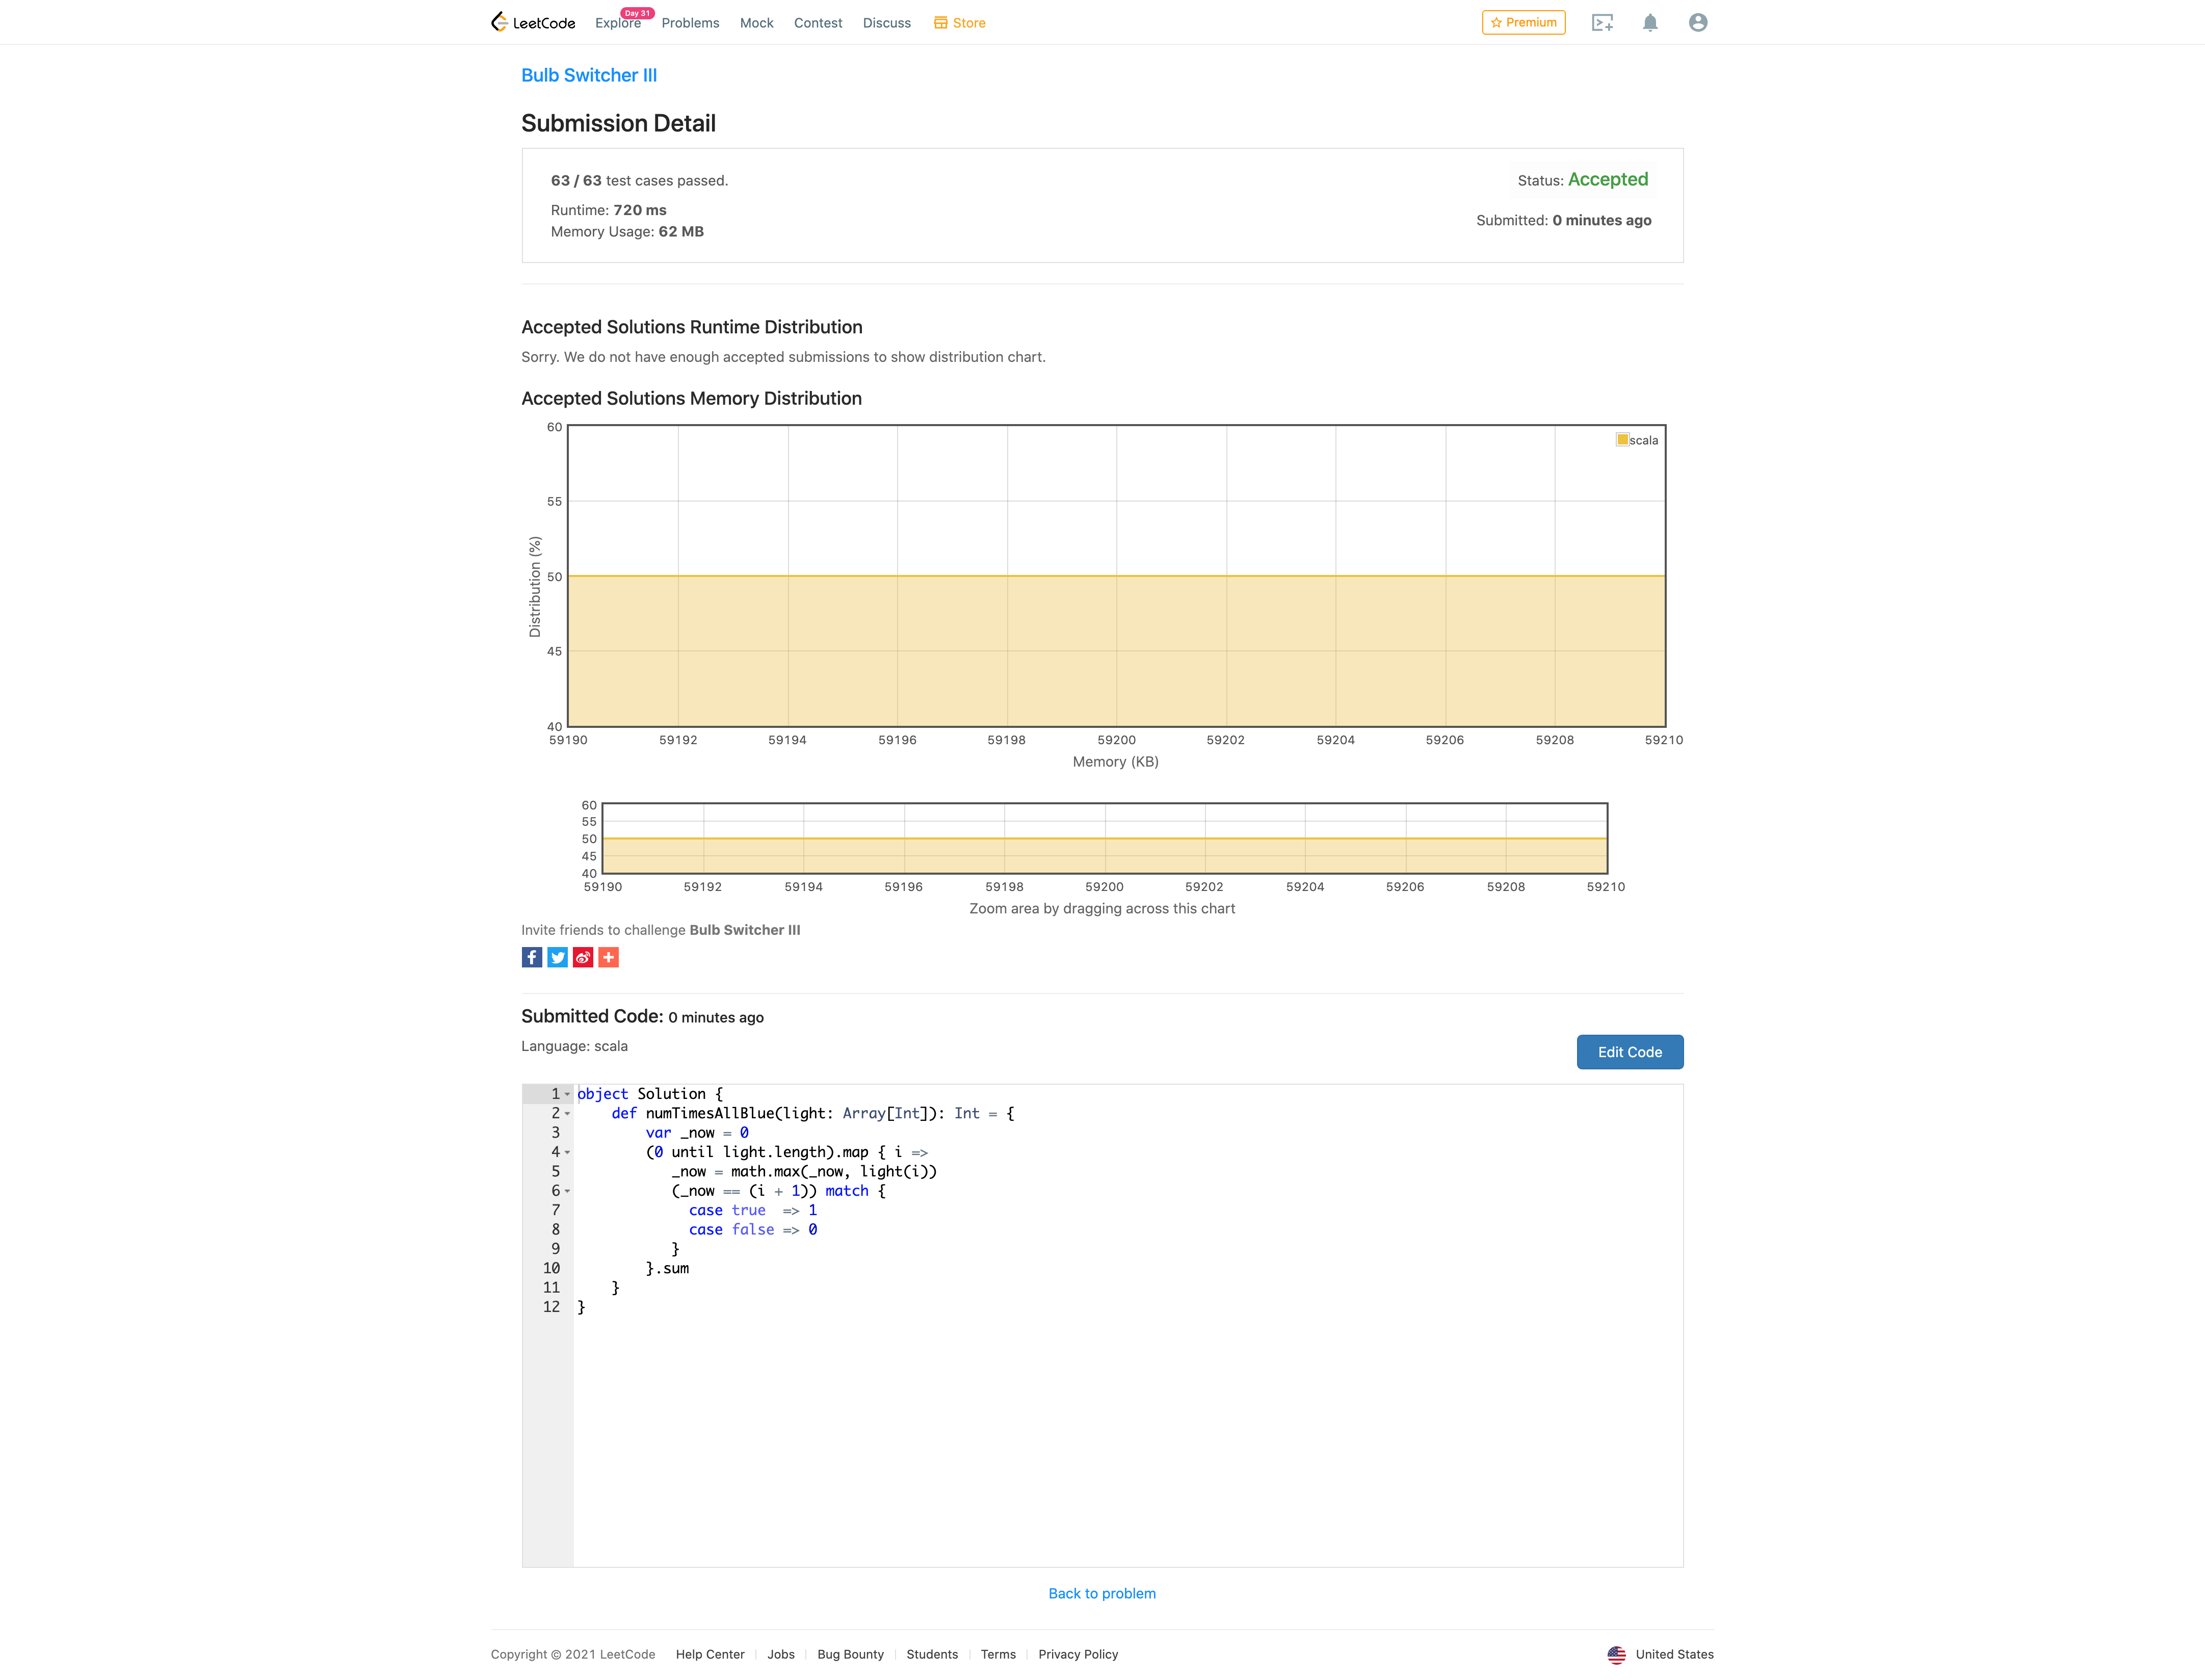 LeetCode Explore Day 31 Problems Mock Contest Discuss Store Premium
Bulb Switcher III
Submission Detail
63 / 63 test cases passed.
Status: Accepted
Runtime: 720 ms
Submitted: 0 minutes ago
Memory Usage: 62 MB
Accepted Solutions Runtime Distribution
Sorry. We do not have enough accepted submissions to show distribution chart.
Accepted Solutions Memory Distribution
60
scala
55
50
45
40
Distribution (%)
59190 59192 59194 59196 59198 59200 59202 59204 59206 59208 59210
Memory (KB)
60
55
50
45
40
59190 59192 59194 59196 59198 59200 59202 59204 59206 59208 59210
Zoom area by dragging across this chart
Invite friends to challenge Bulb Switcher III
Submitted Code: 0 minutes ago
Language: scala
Edit Code
1 object Solution {
2     def numTimesAllBlue(light: Array[Int]): Int = {
3         var _now = 0
4         (0 until light.length).map { i =>
5            _now = math.max(_now, light(i))
6            (_now == (i + 1)) match {
7              case true  => 1
8              case false => 0
9            }
10         }.sum
11     }
12 }
Back to problem
Copyright © 2021 LeetCode Help Center Jobs Bug Bounty Students Terms Privacy Policy United States